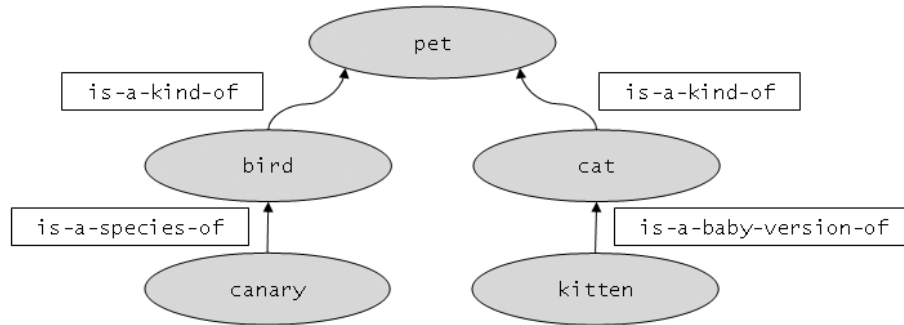 pet
is-a-kind-of
is-a-kind-of
bird
cat
is-a-species-of
is-a-baby-version-of
canary
kitten